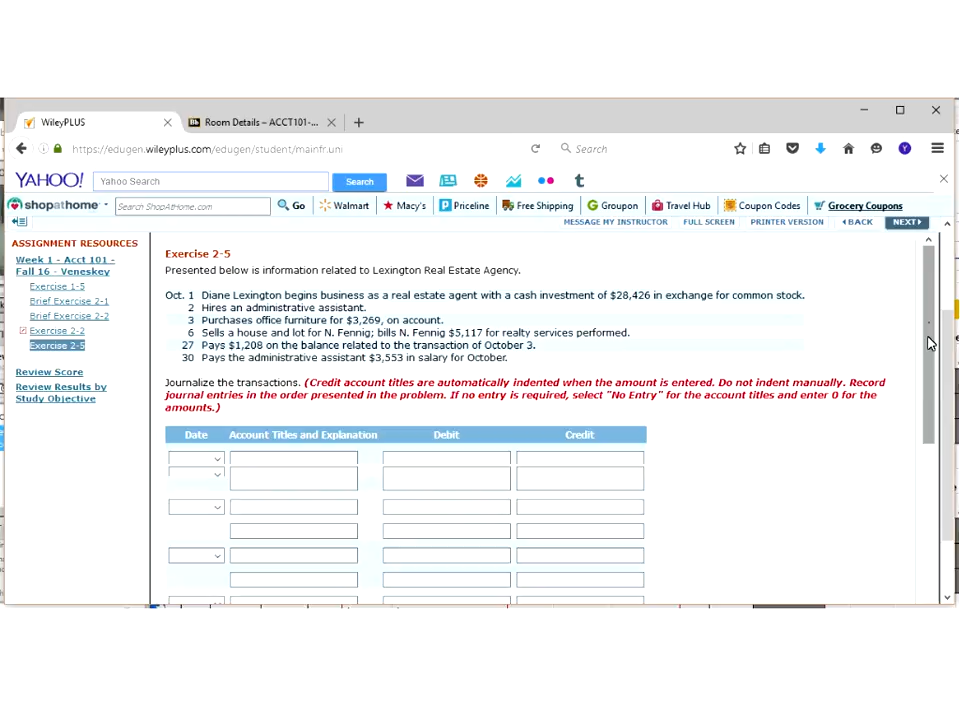 WileyPLUS
Room Details – ACCT101-...
https://edugen.wileyplus.com/edugen/student/mainfr.uni
Search
YAHOO!
Yahoo Search
Search
t
shopathome
Search ShopAtHome.com
Go
Walmart
Macy's
Priceline
Free Shipping
Groupon
Travel Hub
Coupon Codes
Grocery Coupons
MESSAGE MY INSTRUCTOR FULL SCREEN PRINTER VERSION BACK NEXT
ASSIGNMENT RESOURCES
Week 1 - Acct 101 -
Fall 16 - Veneskey
Exercise 1-5
Brief Exercise 2-1
Brief Exercise 2-2
Exercise 2-2
Exercise 2-5
Review Score
Review Results by
Study Objective
Exercise 2-5
Presented below is information related to Lexington Real Estate Agency.
Oct. 1 Diane Lexington begins business as a real estate agent with a cash investment of $28,426 in exchange for common stock.
2 Hires an administrative assistant.
3 Purchases office furniture for $3,269, on account.
6 Sells a house and lot for N. Fennig; bills N. Fennig $5,117 for realty services performed.
27 Pays $1,208 on the balance related to the transaction of October 3.
30 Pays the administrative assistant $3,553 in salary for October.
Journalize the transactions. (Credit account titles are automatically indented when the amount is entered. Do not indent manually. Record
journal entries in the order presented in the problem. If no entry is required, select "No Entry" for the account titles and enter 0 for the
amounts.)
Date Account Titles and Explanation Debit Credit